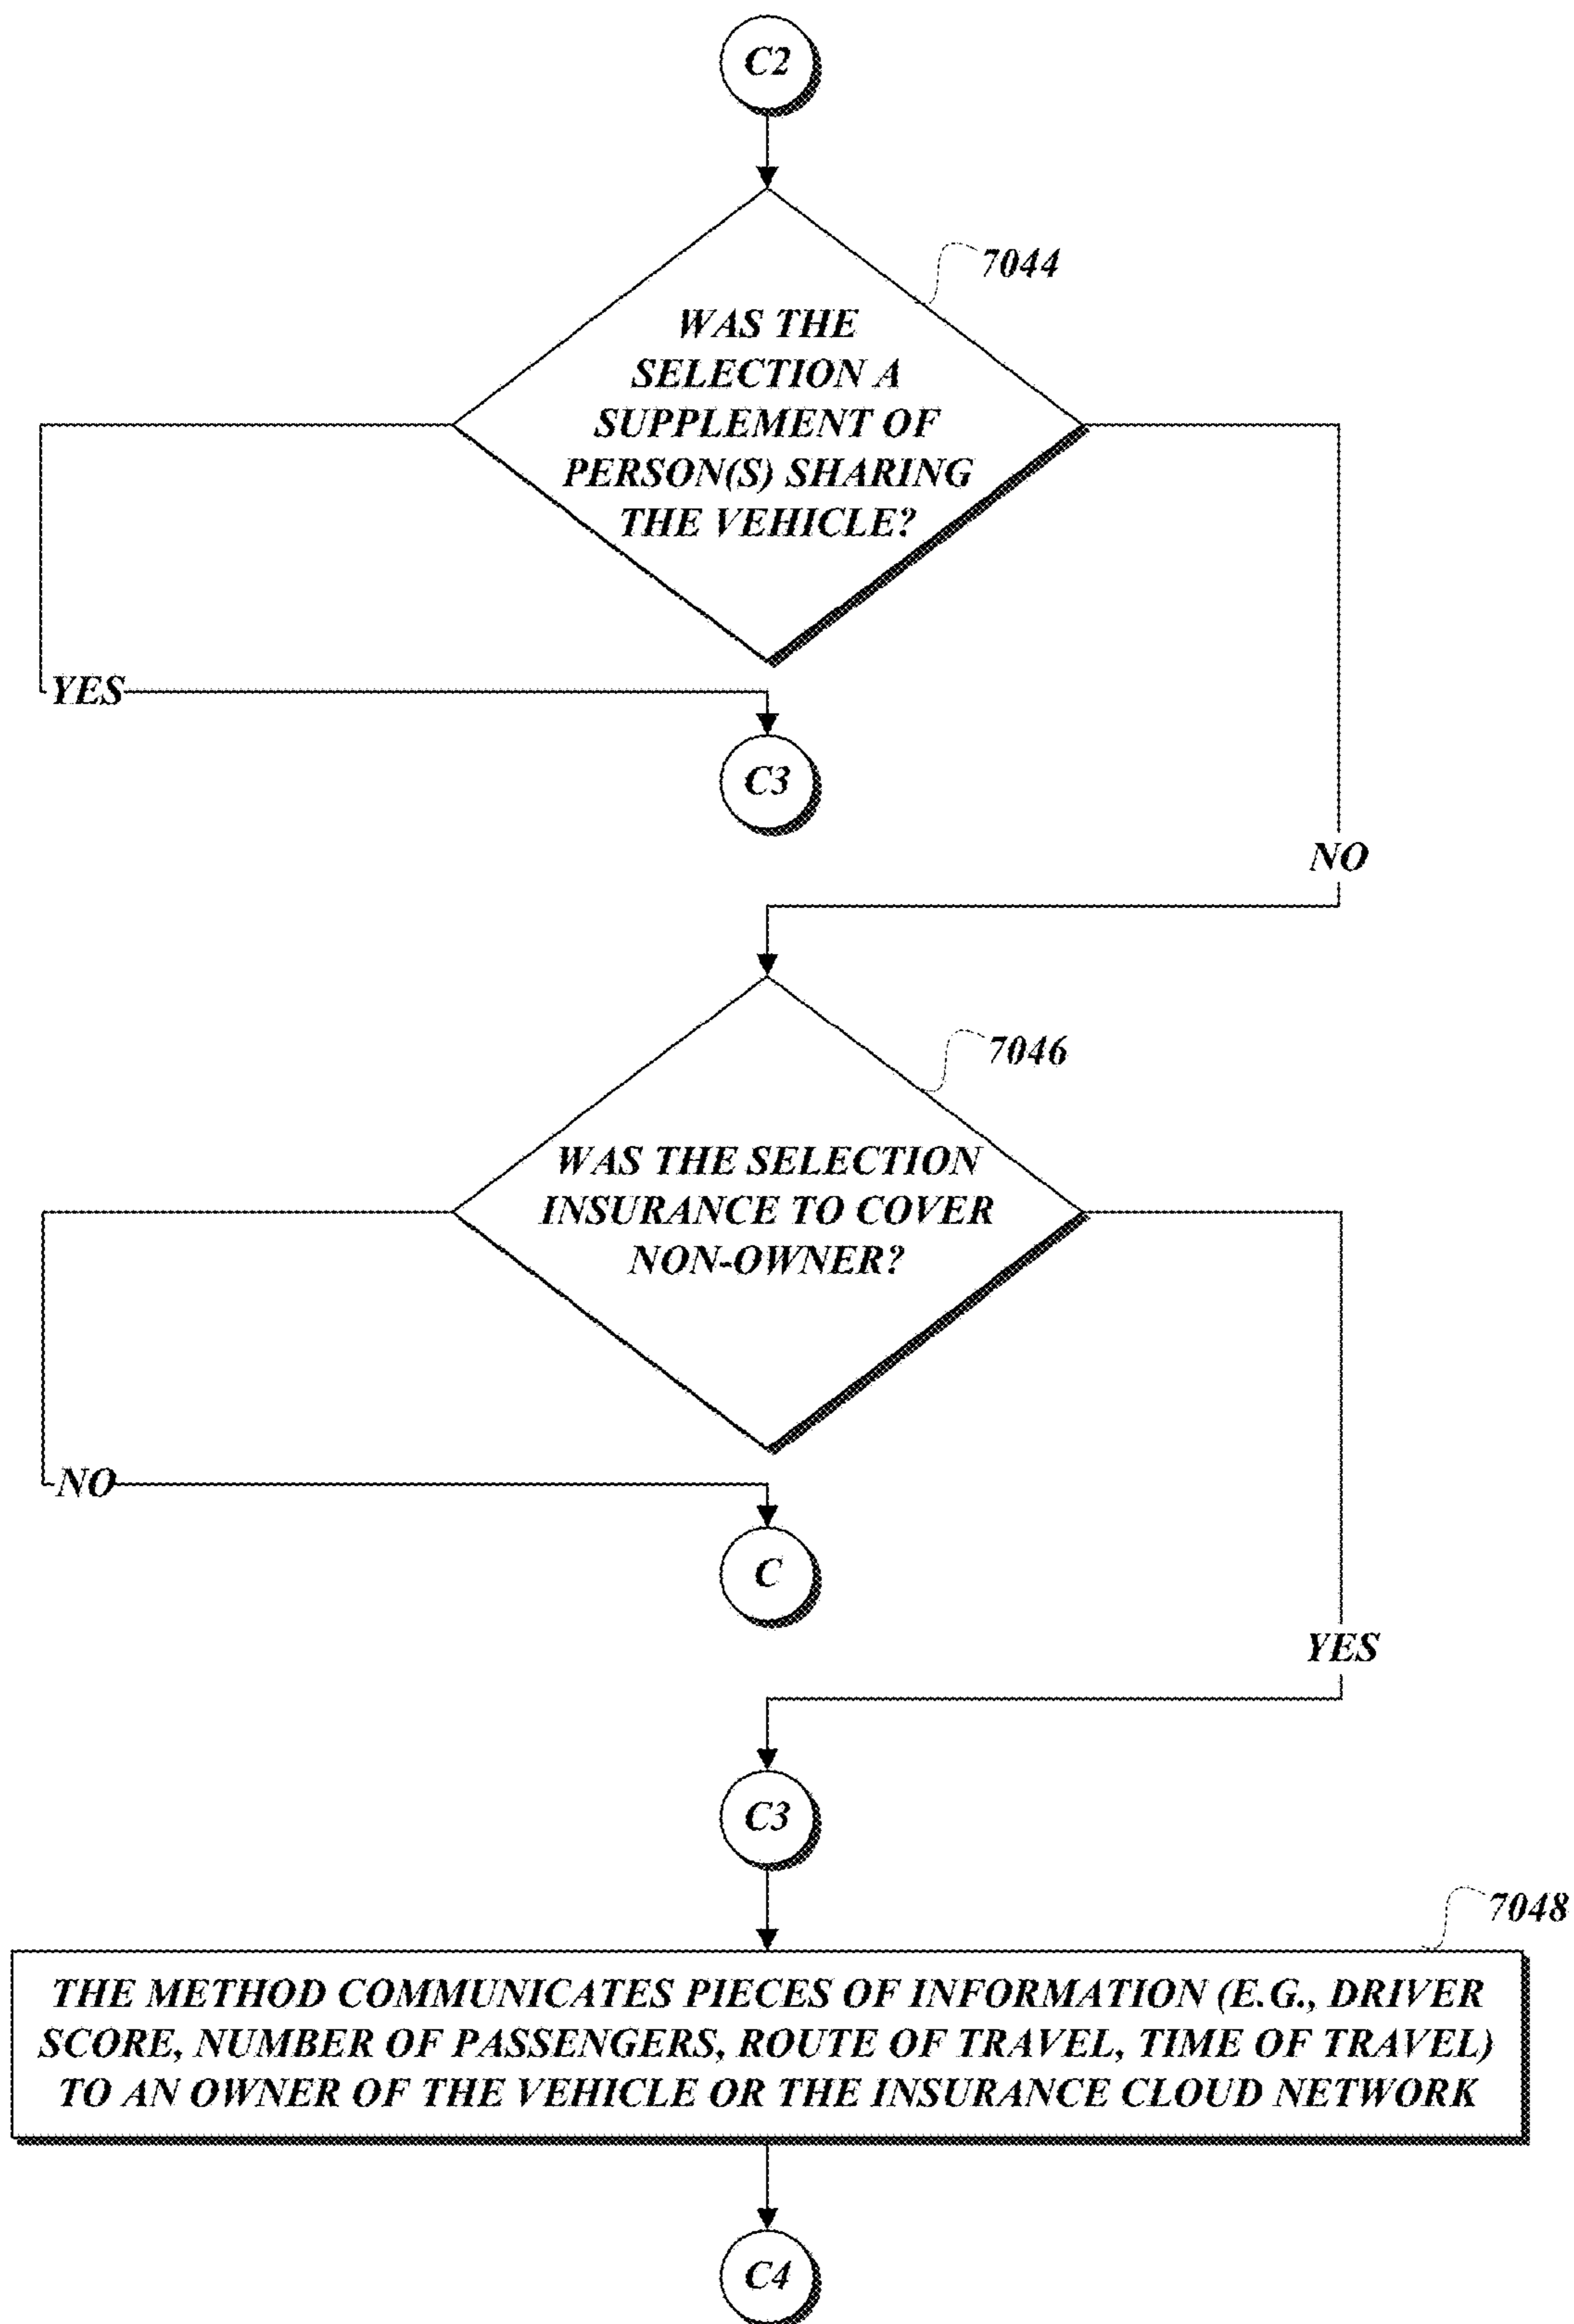 C2
7044
WAS THE
SELECTION A
SUPPLEMENT OF
PERSON(S) SHARING
THE VEHICLE?
YES
C3
NO
7046
WAS THE SELECTION
INSURANCE TO COVER
NON-OWNER?
NO
C
YES
C3
7048
THE METHOD COMMUNICATES PIECES OF INFORMATION (E.G., DRIVER
SCORE, NUMBER OF PASSENGERS, ROUTE OF TRAVEL, TIME OF TRAVEL)
TO AN OWNER OF THE VEHICLE OR THE INSURANCE CLOUD NETWORK
C4